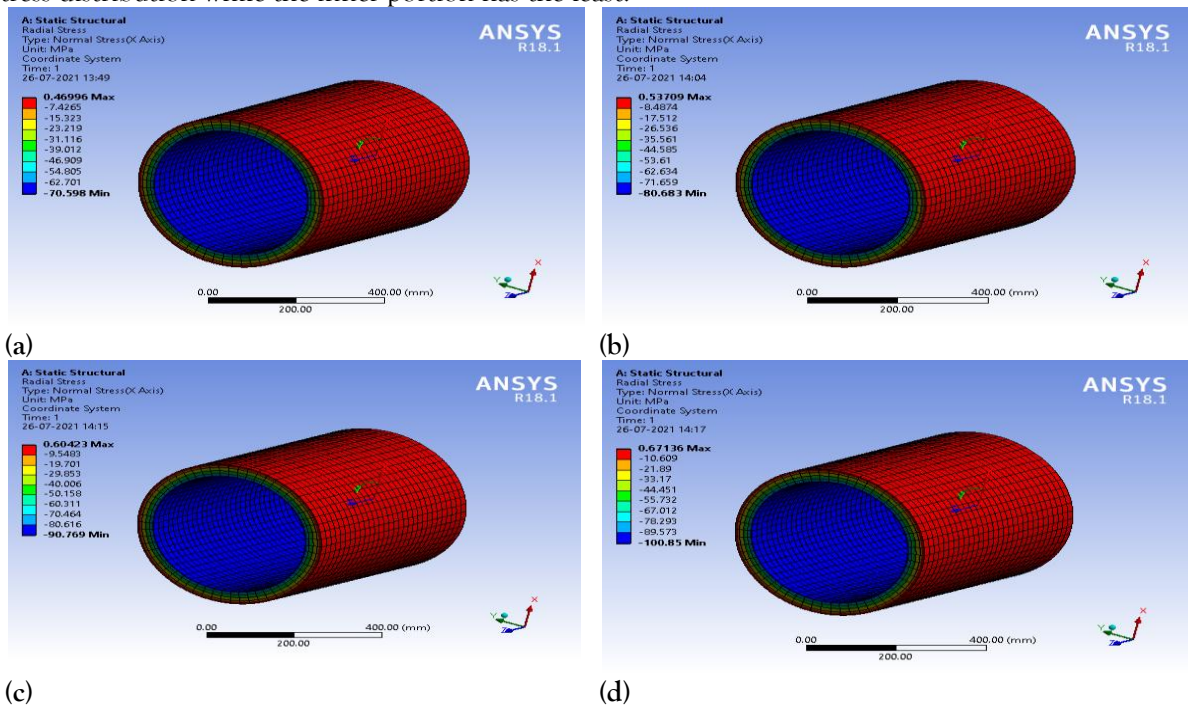 stress distribution while the inner portion has the least.
A: Static Structural
Radial Stress
Type: Normal Stress(X Axis)
Unit: MPa
Coordinate System
Time: 1
26-07-2021 13:49
0.46996 Max
-7.4265
-15.323
-23.219
-31.116
-39.012
-46.909
-54.805
-62.701
-70.598 Min
ANSYS
R18.1
0.00
400.00 (mm)
200.00
X
Y
Z
(a)
A: Static Structural
Radial Stress
Type: Normal Stress(X Axis)
Unit: MPa
Coordinate System
Time: 1
26-07-2021 14:04
0.53709 Max
-8.4874
-17.512
-26.536
-35.561
-44.585
-53.61
-62.634
-71.659
-80.683 Min
ANSYS
R18.1
0.00
400.00 (mm)
200.00
X
Y
Z
(b)
A: Static Structural
Radial Stress
Type: Normal Stress(X Axis)
Unit: MPa
Coordinate System
Time: 1
26-07-2021 14:15
0.60423 Max
-9.5483
-19.701
-29.853
-40.006
-50.158
-60.311
-70.464
-80.616
-90.769 Min
ANSYS
R18.1
0.00
400.00 (mm)
200.00
X
Y
Z
(c)
A: Static Structural
Radial Stress
Type: Normal Stress(X Axis)
Unit: MPa
Coordinate System
Time: 1
26-07-2021 14:17
0.67136 Max
-10.609
-21.89
-33.17
-44.451
-55.732
-67.012
-78.293
-89.573
-100.85 Min
ANSYS
R18.1
0.00
400.00 (mm)
200.00
X
Y
Z
(d)